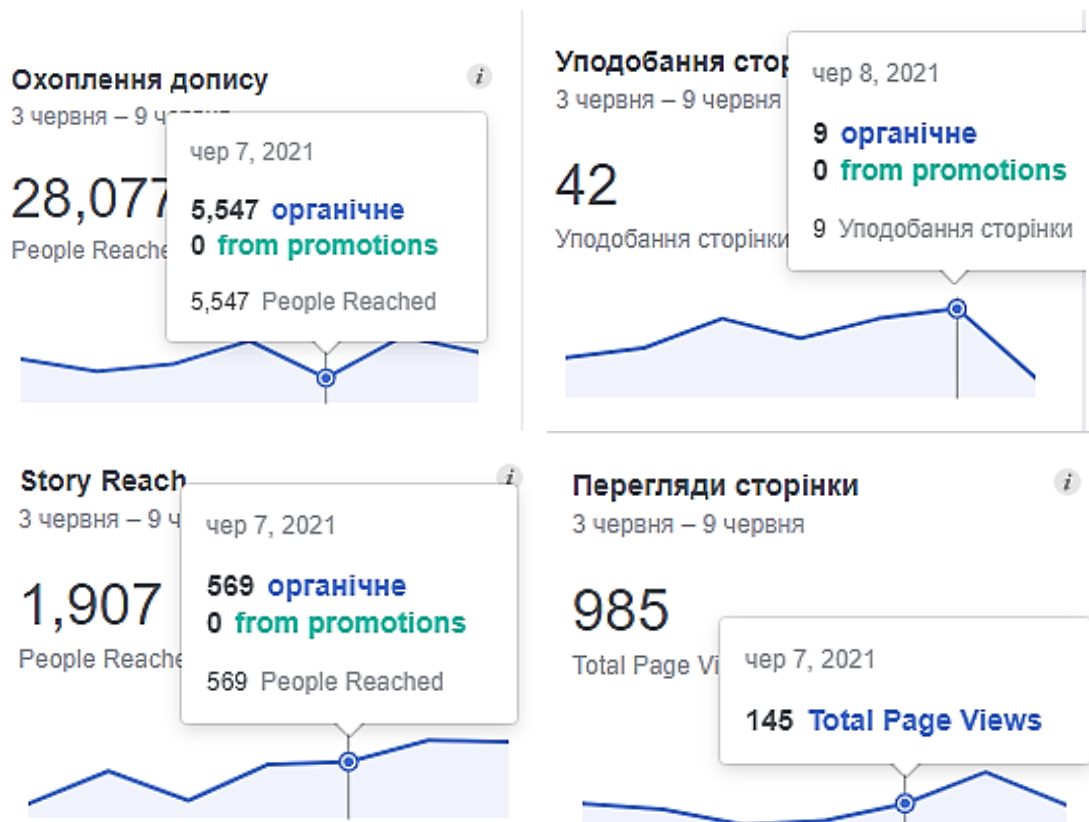 Охоплення допису
3 червня – 9 червня
чер 7, 2021
28,077
5,547 органічне
0 from promotions
People Reache
5,547 People Reached
Уподобання стор
3 червня – 9 червня
чер 8, 2021
9 органічне
0 from promotions
42
Уподобання сторінки
9 Уподобання сторінки
Story Reach
3 червня – 9 ч
чер 7, 2021
569 органічне
0 from promotions
1,907
People Reache
569 People Reached
Перегляди сторінки
3 червня – 9 червня
985
Total Page Vi
чер 7, 2021
145 Total Page Views